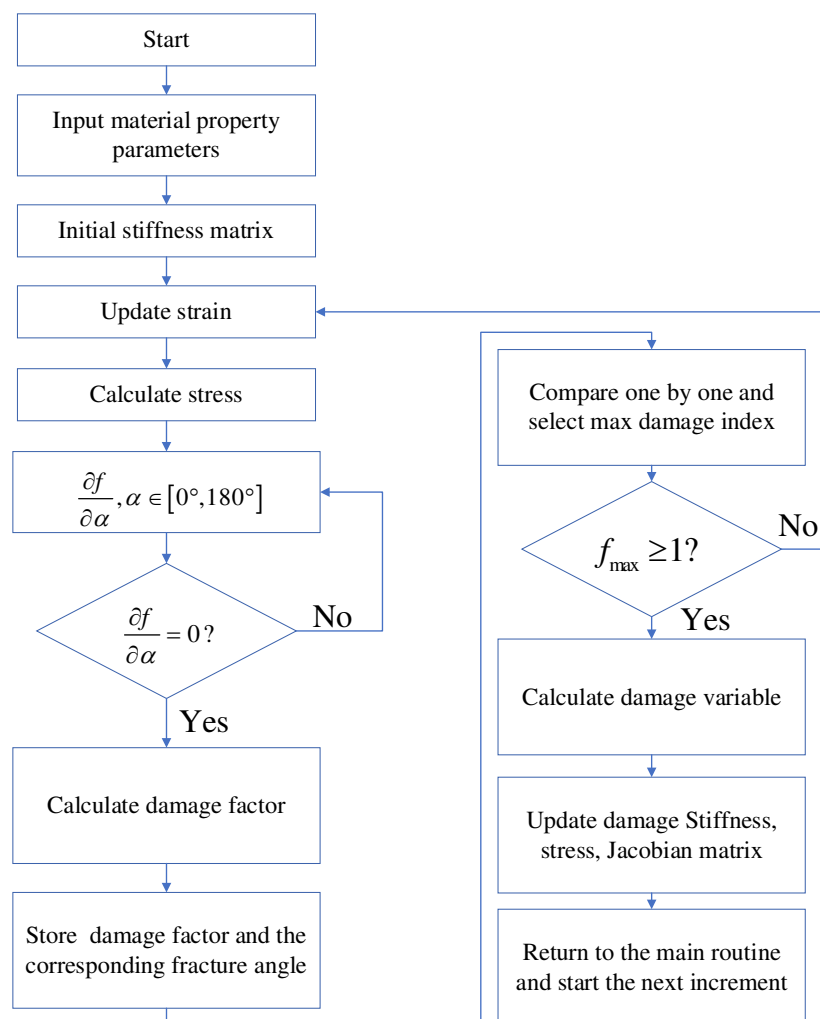 Start
Input material property
parameters
Initial stiffness matrix
Update strain
Calculate stress
∂f/∂α, α ∈ [0°,180°]
∂f/∂α = 0 ?
No
Yes
Calculate damage factor
Store damage factor and the
corresponding fracture angle
Compare one by one and
select max damage index
f_max ≥1?
No
Yes
Calculate damage variable
Update damage Stiffness,
stress, Jacobian matrix
Return to the main routine
and start the next increment